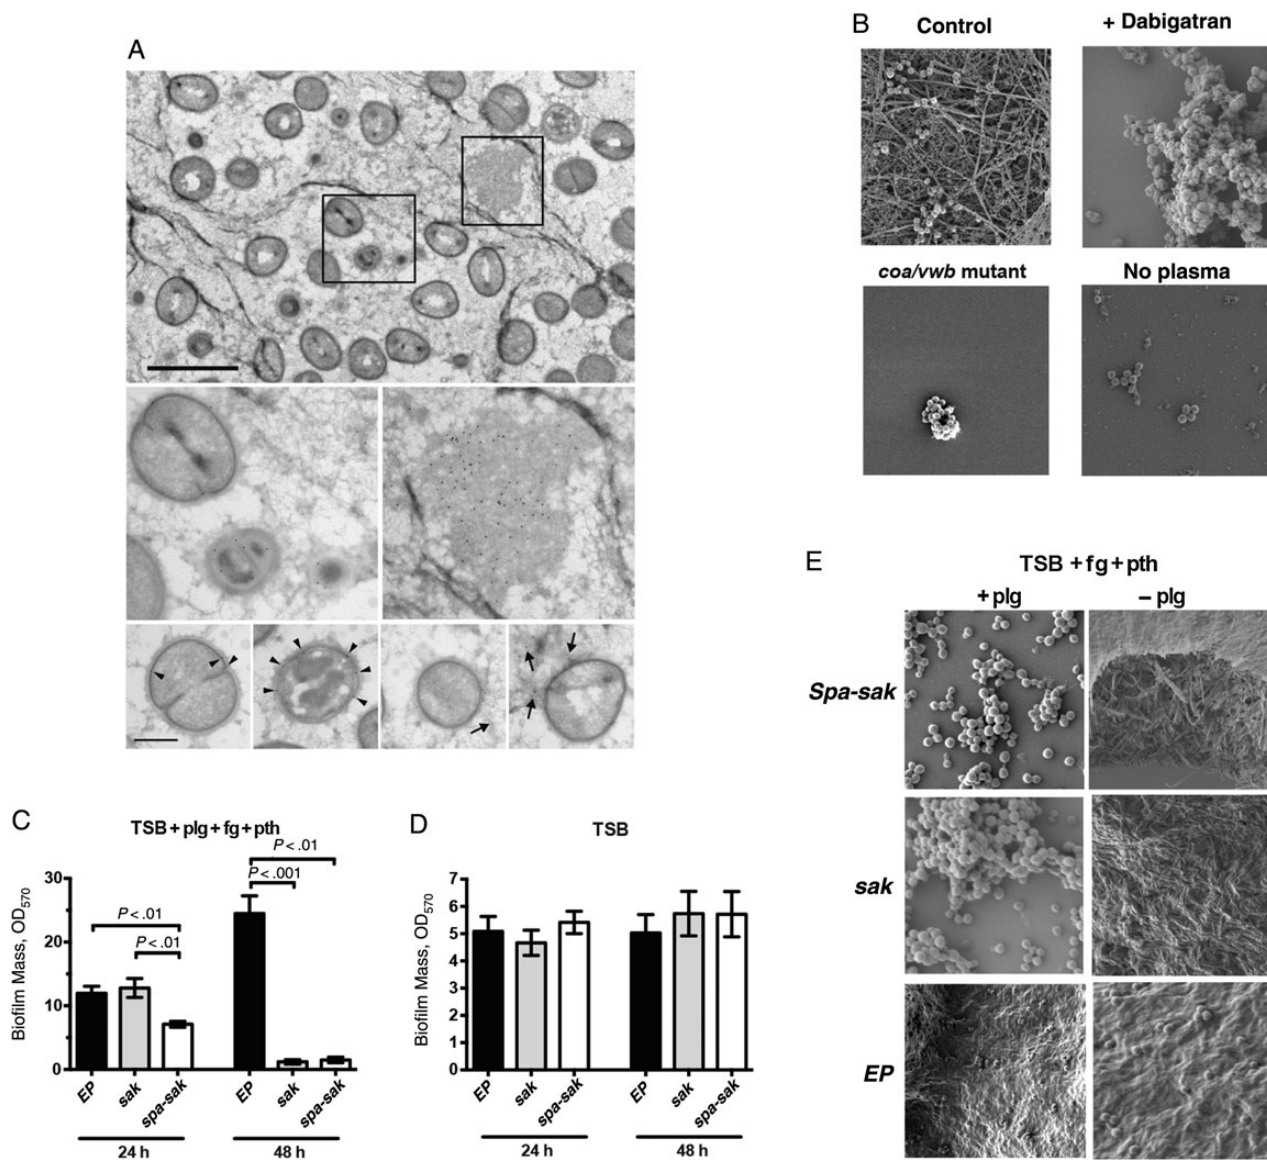 A
B
Control
+ Dabigatran
coa/vwb mutant
No plasma
C
TSB + plg + fg + pth
P < .01
P < .001
P < .01
P < .01
30
20
10
0
Biofilm Mass, OD570
EP
sak
spa-sak
EP
sak
spa-sak
24 h
48 h
D
TSB
7
6
5
4
3
2
1
0
Biofilm Mass, OD570
EP
sak
spa-sak
EP
sak
spa-sak
24 h
48 h
E
TSB + fg + pth
+ plg
– plg
Spa-sak
sak
EP